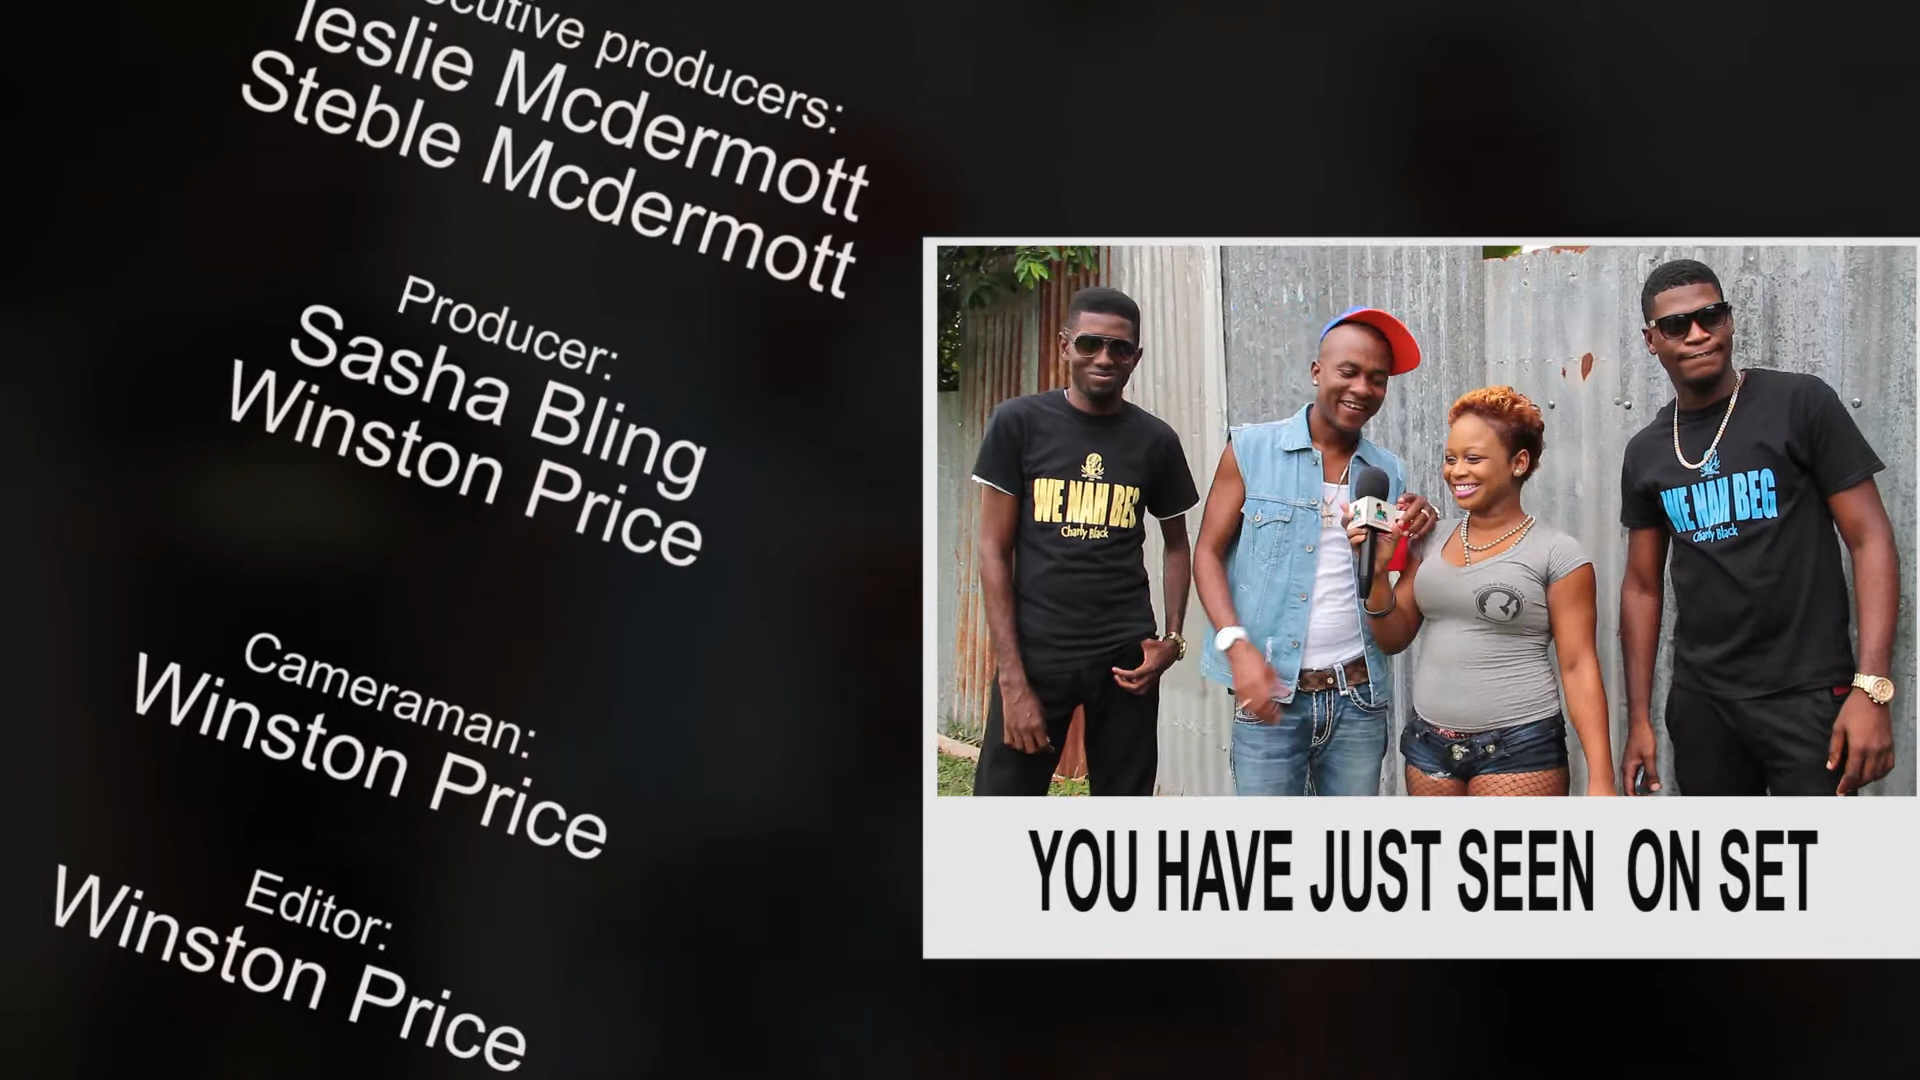 producers:
leslie Mcdermott
Steble Mcdermott
Producer:
Sasha Bling
Winston Price
Cameraman:
Winston Price
Editor:
Winston Price
WE NAH BEG
Charly Black
WE NAH BEG
Charly Black
YOU HAVE JUST SEEN ON SET